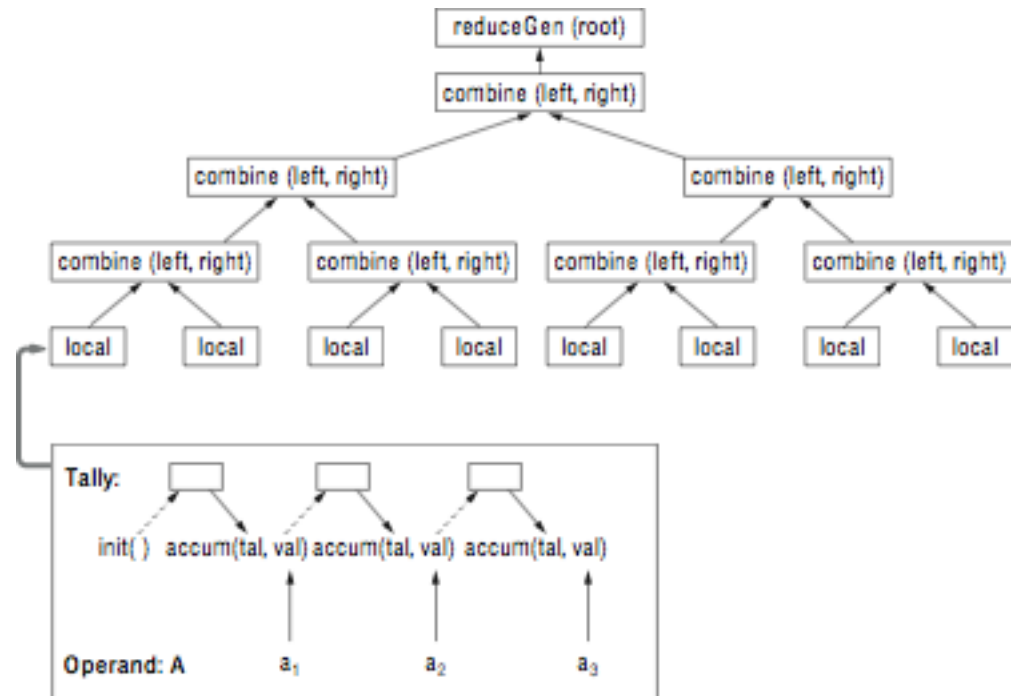 reduceGen (root)
combine (left, right)
combine (left, right) combine (left, right)
combine (left, right) combine (left, right) combine (left, right) combine (left, right)
local local local local local local local local
Tally:
init( ) accum(tal, val) accum(tal, val) accum(tal, val)
Operand: A a₁ a₂ a₃